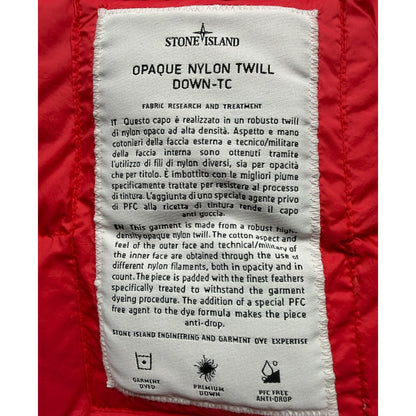 STONE ISLAND
OPAQUE NYLON TWILL
DOWN-TC
FABRIC RESEARCH AND TREATMENT
IT Questo capo è realizzato in un robusto twill
di nylon opaco ad alta densità. Aspetto e mano
cotonieri della faccia esterna e tecnico/militare
della faccia interna sono ottenuti tramite
l'utilizzo di fili di nylon diversi, sia per opacità
che per titolo. È imbottito con le migliori piume
specificamente trattate per resistere al processo
di tintura. L'aggiunta di uno speciale agente privo
di PFC alla ricetta di tintura rende il capo
anti goccia.
EN This garment is made from a robust high-
density opaque nylon twill. The cotton aspect and
feel of the outer face and technical/military of
the inner face are obtained through the use of
different nylon filaments, both in opacity and in
count. The piece is padded with the finest feathers
specifically treated to withstand the garment
dyeing procedure. The addition of a special PFC
free agent to the dye formula makes the piece
anti-drop.
STONE ISLAND ENGINEERING AND GARMENT DYE EXPERTISE
GARMENT
DYED
PREMIUM
DOWN
PFC FREE
ANTI-DROP